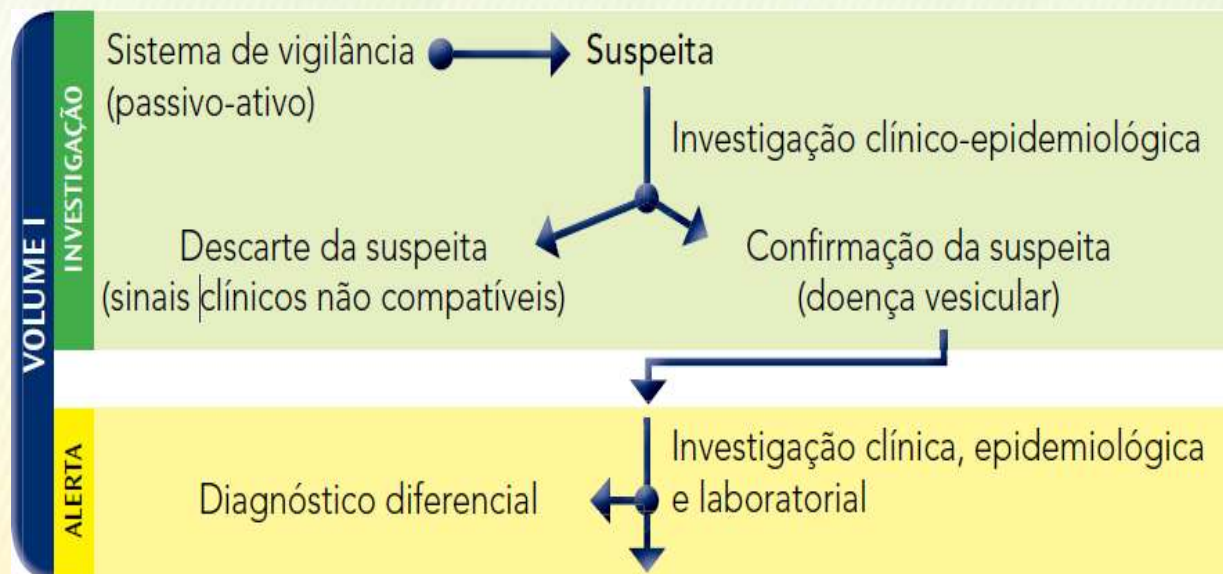 VOLUME I
INVESTIGAÇÃO
Sistema de vigilância
(passivo-ativo)
Suspeita
Investigação clínico-epidemiológica
Descarte da suspeita
(sinais clínicos não compatíveis)
Confirmação da suspeita
(doença vesicular)
ALERTA
Investigação clínica, epidemiológica
e laboratorial
Diagnóstico diferencial